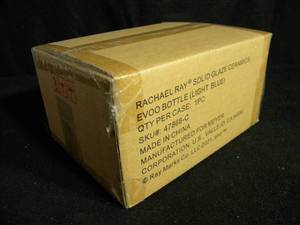 RACHAEL RAY® SOLID GLAZE CERAMICS
EVOO BOTTLE (LIGHT BLUE)
QTY PER CASE: 1PC
SKU#: 47868-C
MADE IN CHINA
MANUFACTURED FOR MEYER
CORPORATION, U.S. VALLEJO, CA
© Ray Marks Co. LLC 2021,